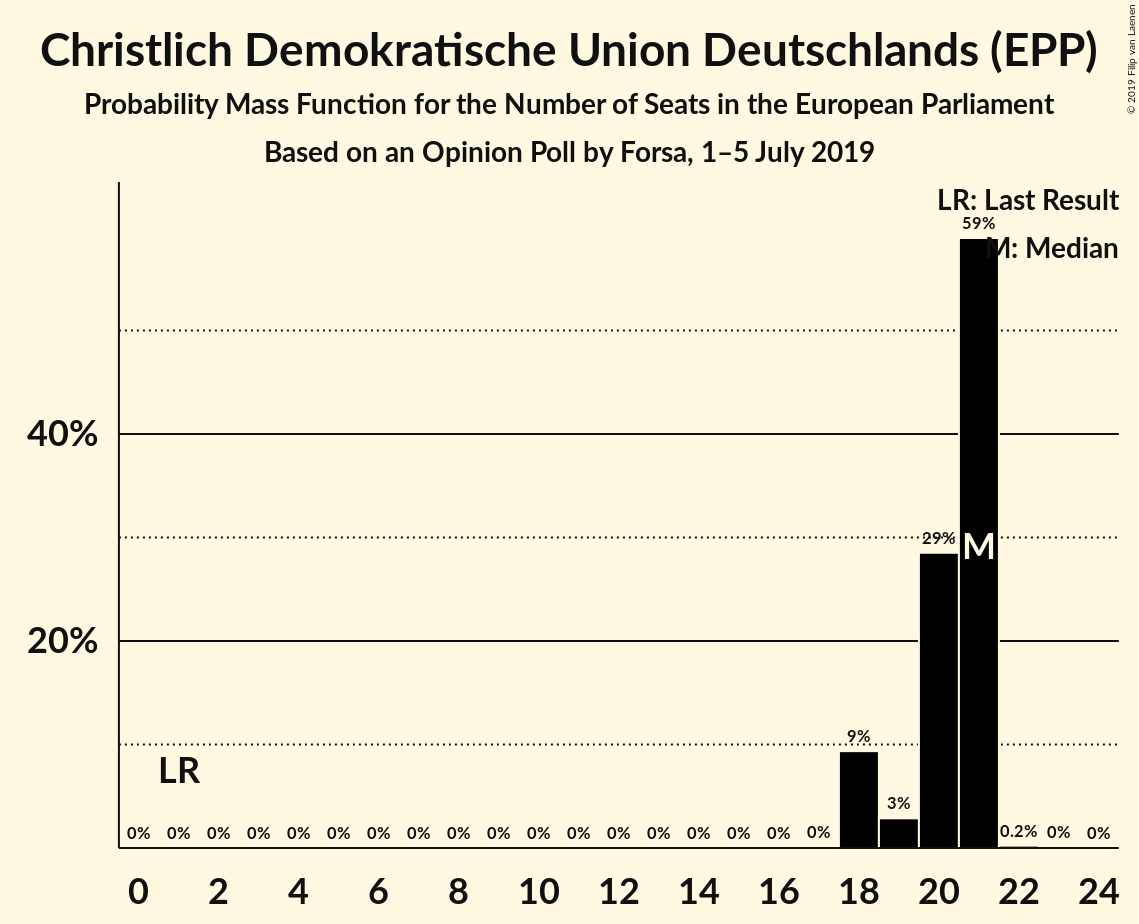 Christlich Demokratische Union Deutschlands (EPP)
Probability Mass Function for the Number of Seats in the European Parliament
Based on an Opinion Poll by Forsa, 1–5 July 2019
© 2019 Filip van Laenen
LR: Last Result
59%
M: Median
40%
29%
M
20%
9%
LR
3%
0% 0% 0% 0% 0% 0% 0% 0% 0% 0% 0% 0% 0% 0% 0% 0% 0% 0% 0.2% 0% 0%
0 2 4 6 8 10 12 14 16 18 20 22 24